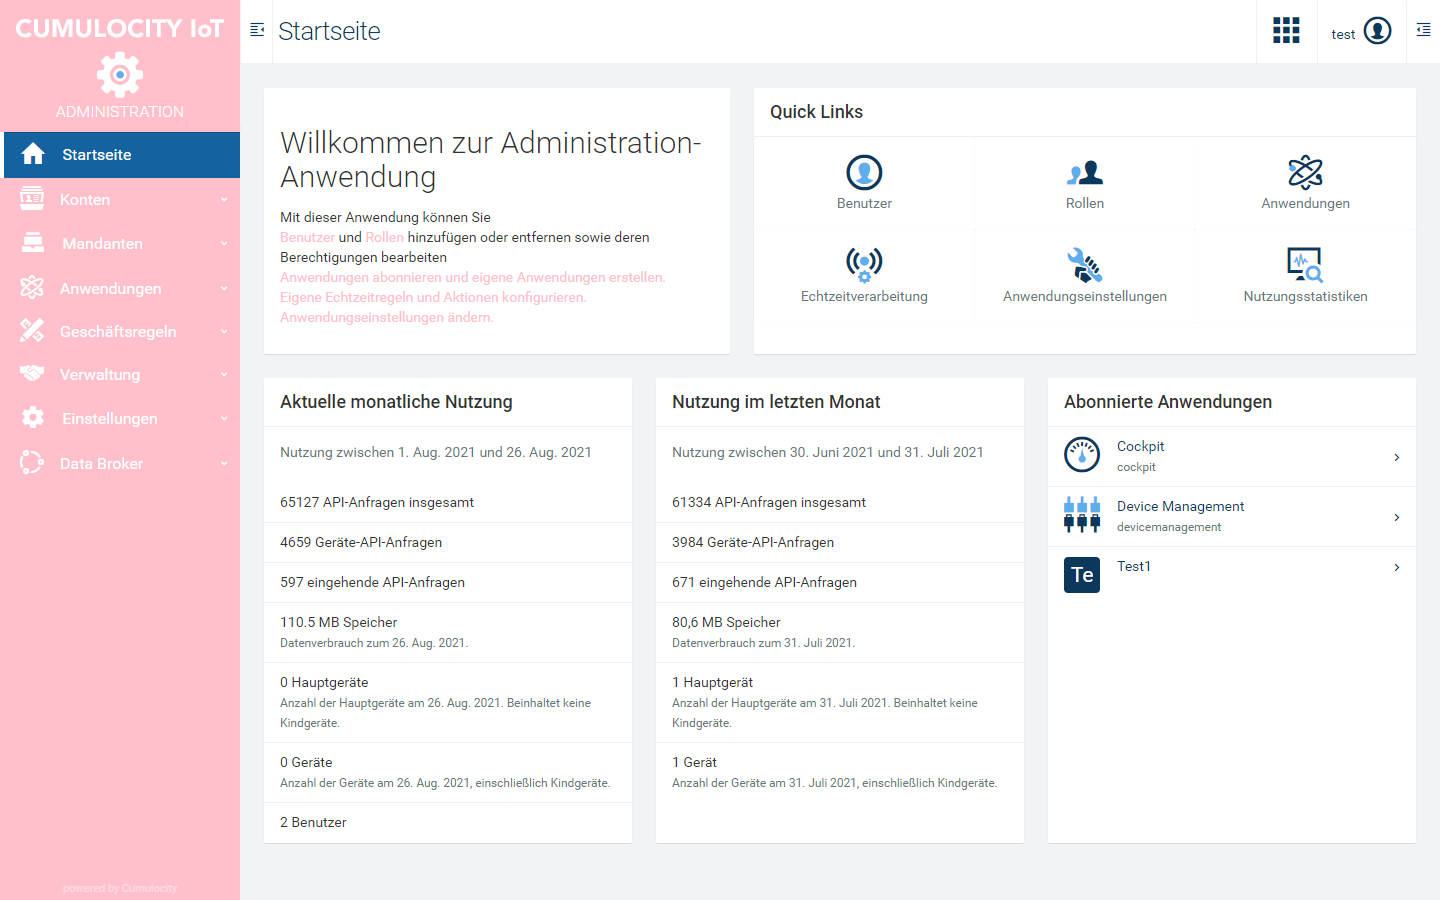 CUMULOCITY IoT
ADMINISTRATION
Startseite
Konten
Mandanten
Anwendungen
Geschäftsregeln
Verwaltung
Einstellungen
Data Broker
powered by Cumulocity
Startseite
test
Willkommen zur Administration-
Anwendung
Mit dieser Anwendung können Sie
Benutzer und Rollen hinzufügen oder entfernen sowie deren
Berechtigungen bearbeiten
Anwendungen abonnieren und eigene Anwendungen erstellen.
Eigene Echtzeitregeln und Aktionen konfigurieren.
Anwendungseinstellungen ändern.
Quick Links
Benutzer
Rollen
Anwendungen
Echtzeitverarbeitung
Anwendungseinstellungen
Nutzungsstatistiken
Aktuelle monatliche Nutzung
Nutzung zwischen 1. Aug. 2021 und 26. Aug. 2021
65127 API-Anfragen insgesamt
4659 Geräte-API-Anfragen
597 eingehende API-Anfragen
110.5 MB Speicher
Datenverbrauch zum 26. Aug. 2021.
0 Hauptgeräte
Anzahl der Hauptgeräte am 26. Aug. 2021. Beinhaltet keine
Kindgeräte.
0 Geräte
Anzahl der Geräte am 26. Aug. 2021, einschließlich Kindgeräte.
2 Benutzer
Nutzung im letzten Monat
Nutzung zwischen 30. Juni 2021 und 31. Juli 2021
61334 API-Anfragen insgesamt
3984 Geräte-API-Anfragen
671 eingehende API-Anfragen
80,6 MB Speicher
Datenverbrauch zum 31. Juli 2021.
1 Hauptgerät
Anzahl der Hauptgeräte am 31. Juli 2021. Beinhaltet keine
Kindgeräte.
1 Gerät
Anzahl der Geräte am 31. Juli 2021, einschließlich Kindgeräte.
Abonnierte Anwendungen
Cockpit
cockpit
Device Management
devicemanagement
Te
Test1